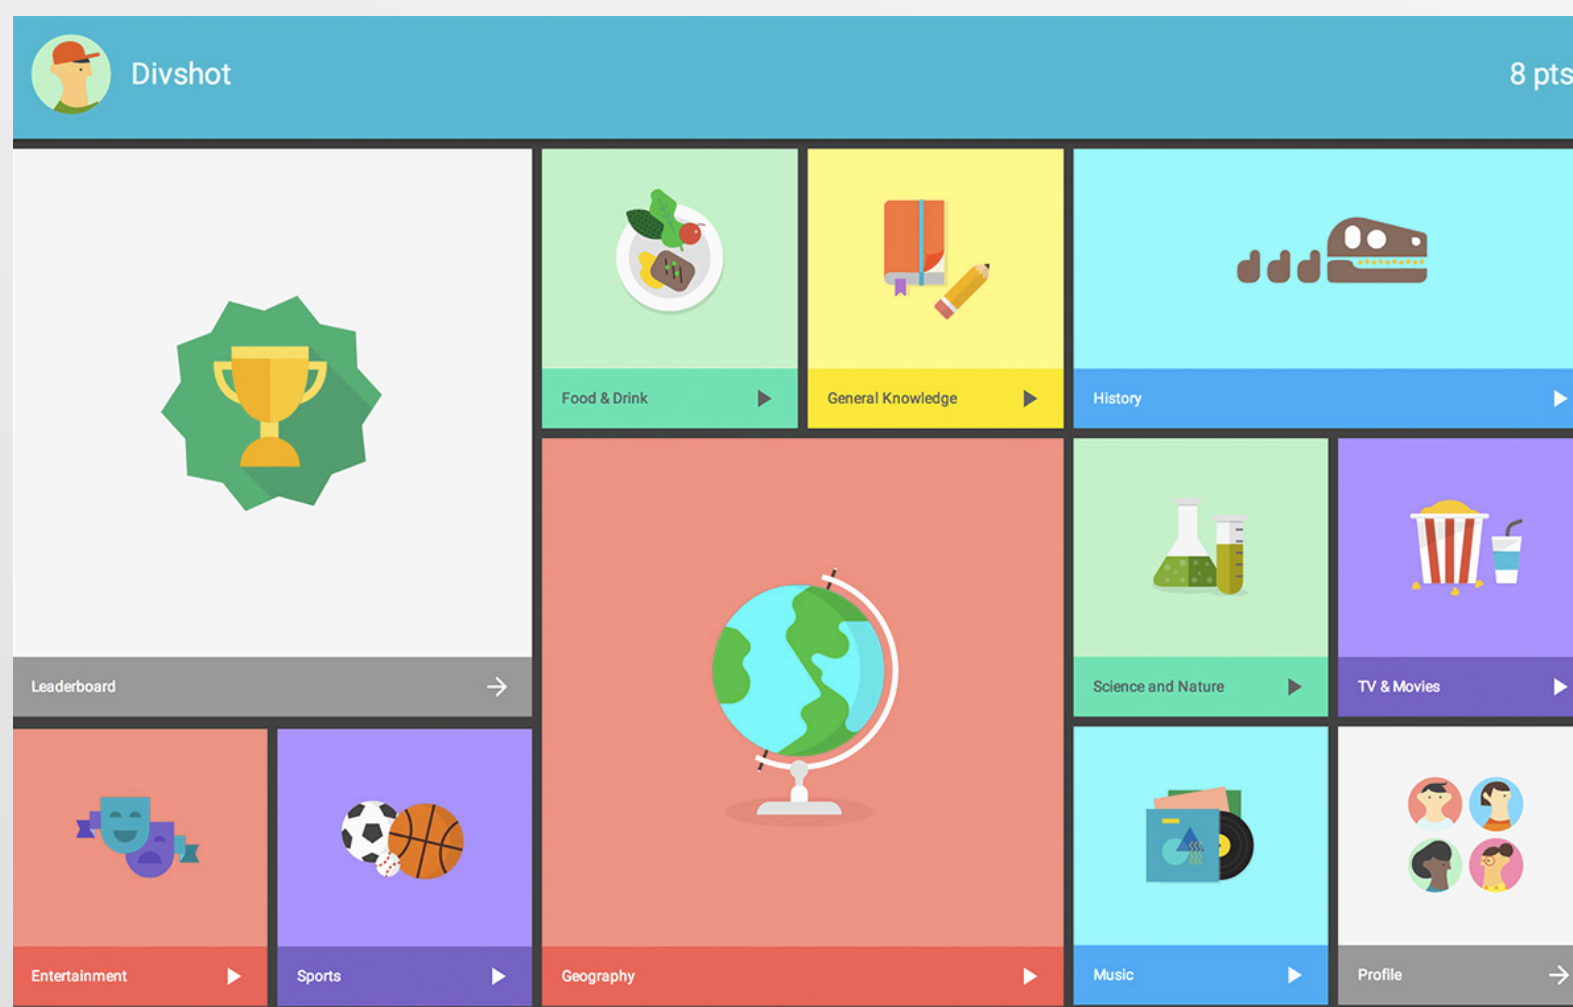 Divshot
8 pts
Food & Drink
General Knowledge
History
Leaderboard
Science and Nature
TV & Movies
Entertainment
Sports
Geography
Music
Profile